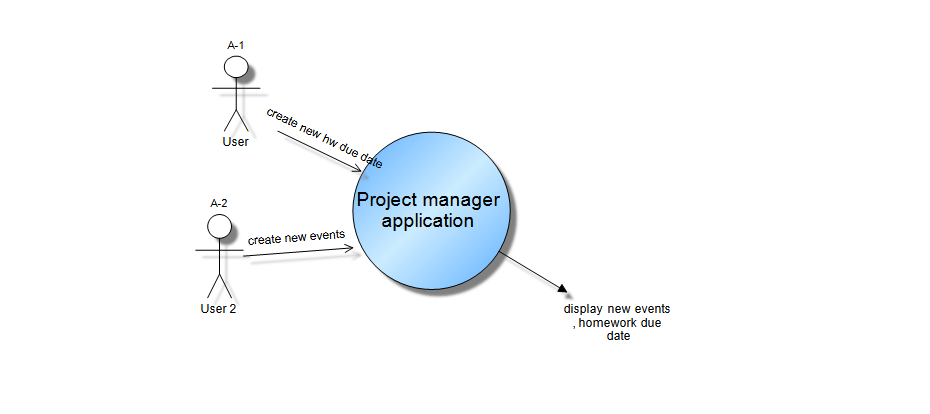 A-1
User
create new hw due date
A-2
User 2
create new events
Project manager
application
display new events
, homework due
date